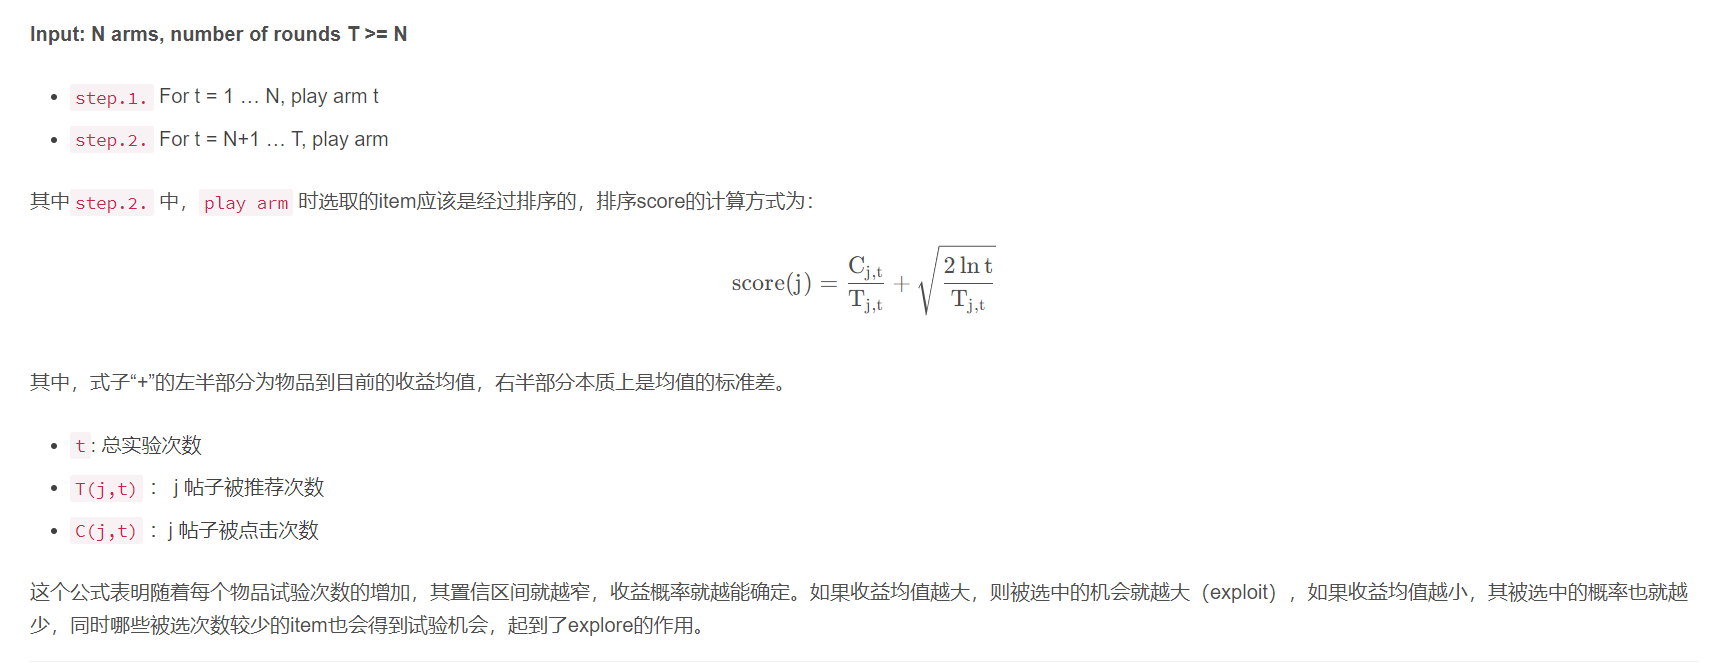 Input: N arms, number of rounds T >= N
• step.1. For t = 1 … N, play arm t
• step.2. For t = N+1 … T, play arm
其中 step.2. 中， play arm 时选取的item应该是经过排序的，排序score的计算方式为：
score(j) = \frac{C_{j,t}}{T_{j,t}} + \sqrt{\frac{2 \ln t}{T_{j,t}}}
其中，式子“+”的左半部分为物品到目前的收益均值，右半部分本质上是均值的标准差。
• t : 总实验次数
• T(j,t) ： j 帖子被推荐次数
• C(j,t) ： j 帖子被点击次数
这个公式表明随着每个物品试验次数的增加，其置信区间就越窄，收益概率就越能确定。如果收益均值越大，则被选中的机会就越大（exploit），如果收益均值越小，其被选中的概率也就越
少，同时哪些被选次数较少的item也会得到试验机会，起到了explore的作用。